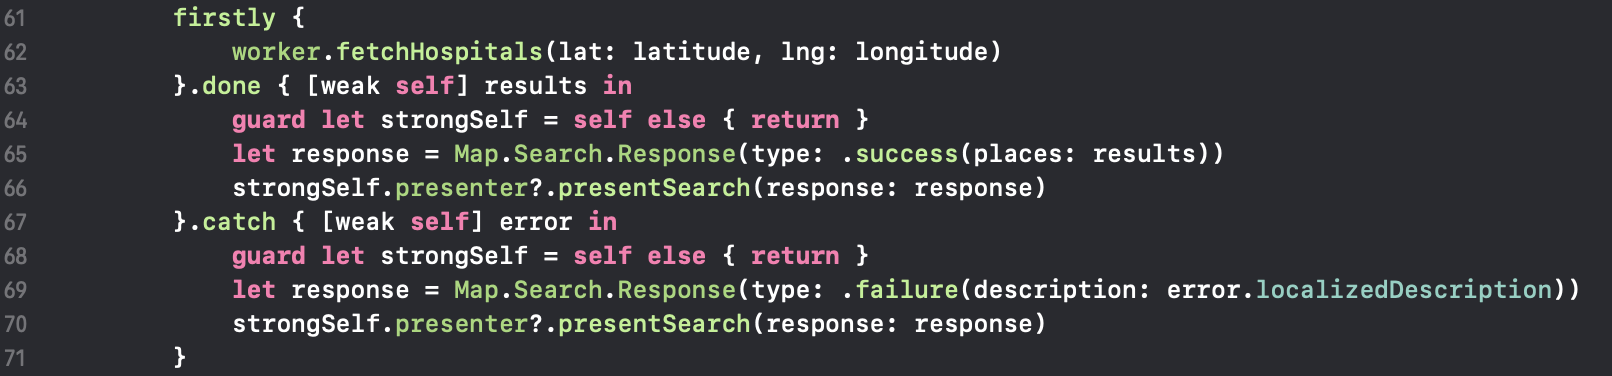 61 firstly {
62 worker.fetchHospitals(lat: latitude, lng: longitude)
63 }.done { [weak self] results in
64 guard let strongSelf = self else { return }
65 let response = Map.Search.Response(type: .success(places: results))
66 strongSelf.presenter?.presentSearch(response: response)
67 }.catch { [weak self] error in
68 guard let strongSelf = self else { return }
69 let response = Map.Search.Response(type: .failure(description: error.localizedDescription))
70 strongSelf.presenter?.presentSearch(response: response)
71 }